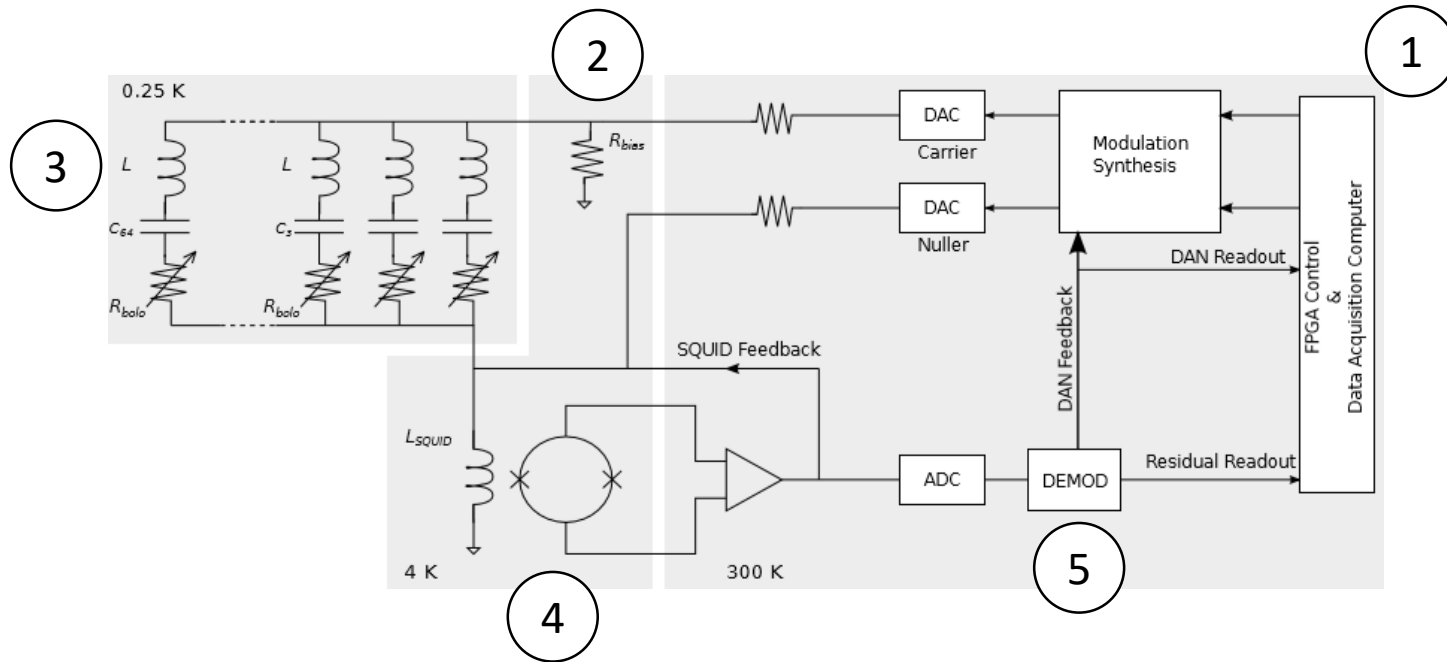 1
2
3
4
5
0.25 K
L
L
C64
C3
Rbolo
Rbolo
Rbias
DAC
Carrier
DAC
Nuller
Modulation
Synthesis
DAN Readout
DAN Feedback
FPGA Control
&
Data Acquisition Computer
SQUID Feedback
LSQUID
ADC
DEMOD
Residual Readout
4 K
300 K